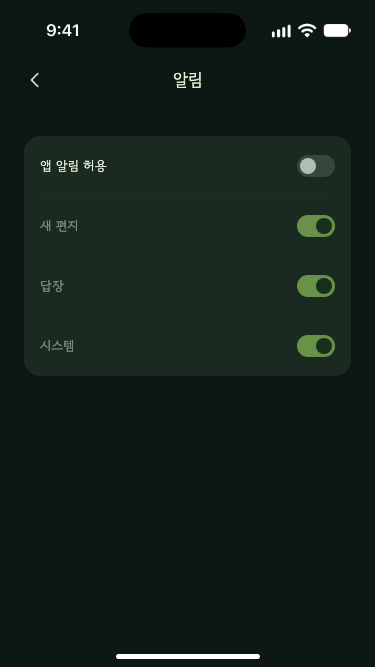 9:41
알림
앱 알림 허용
새 편지
답장
시스템